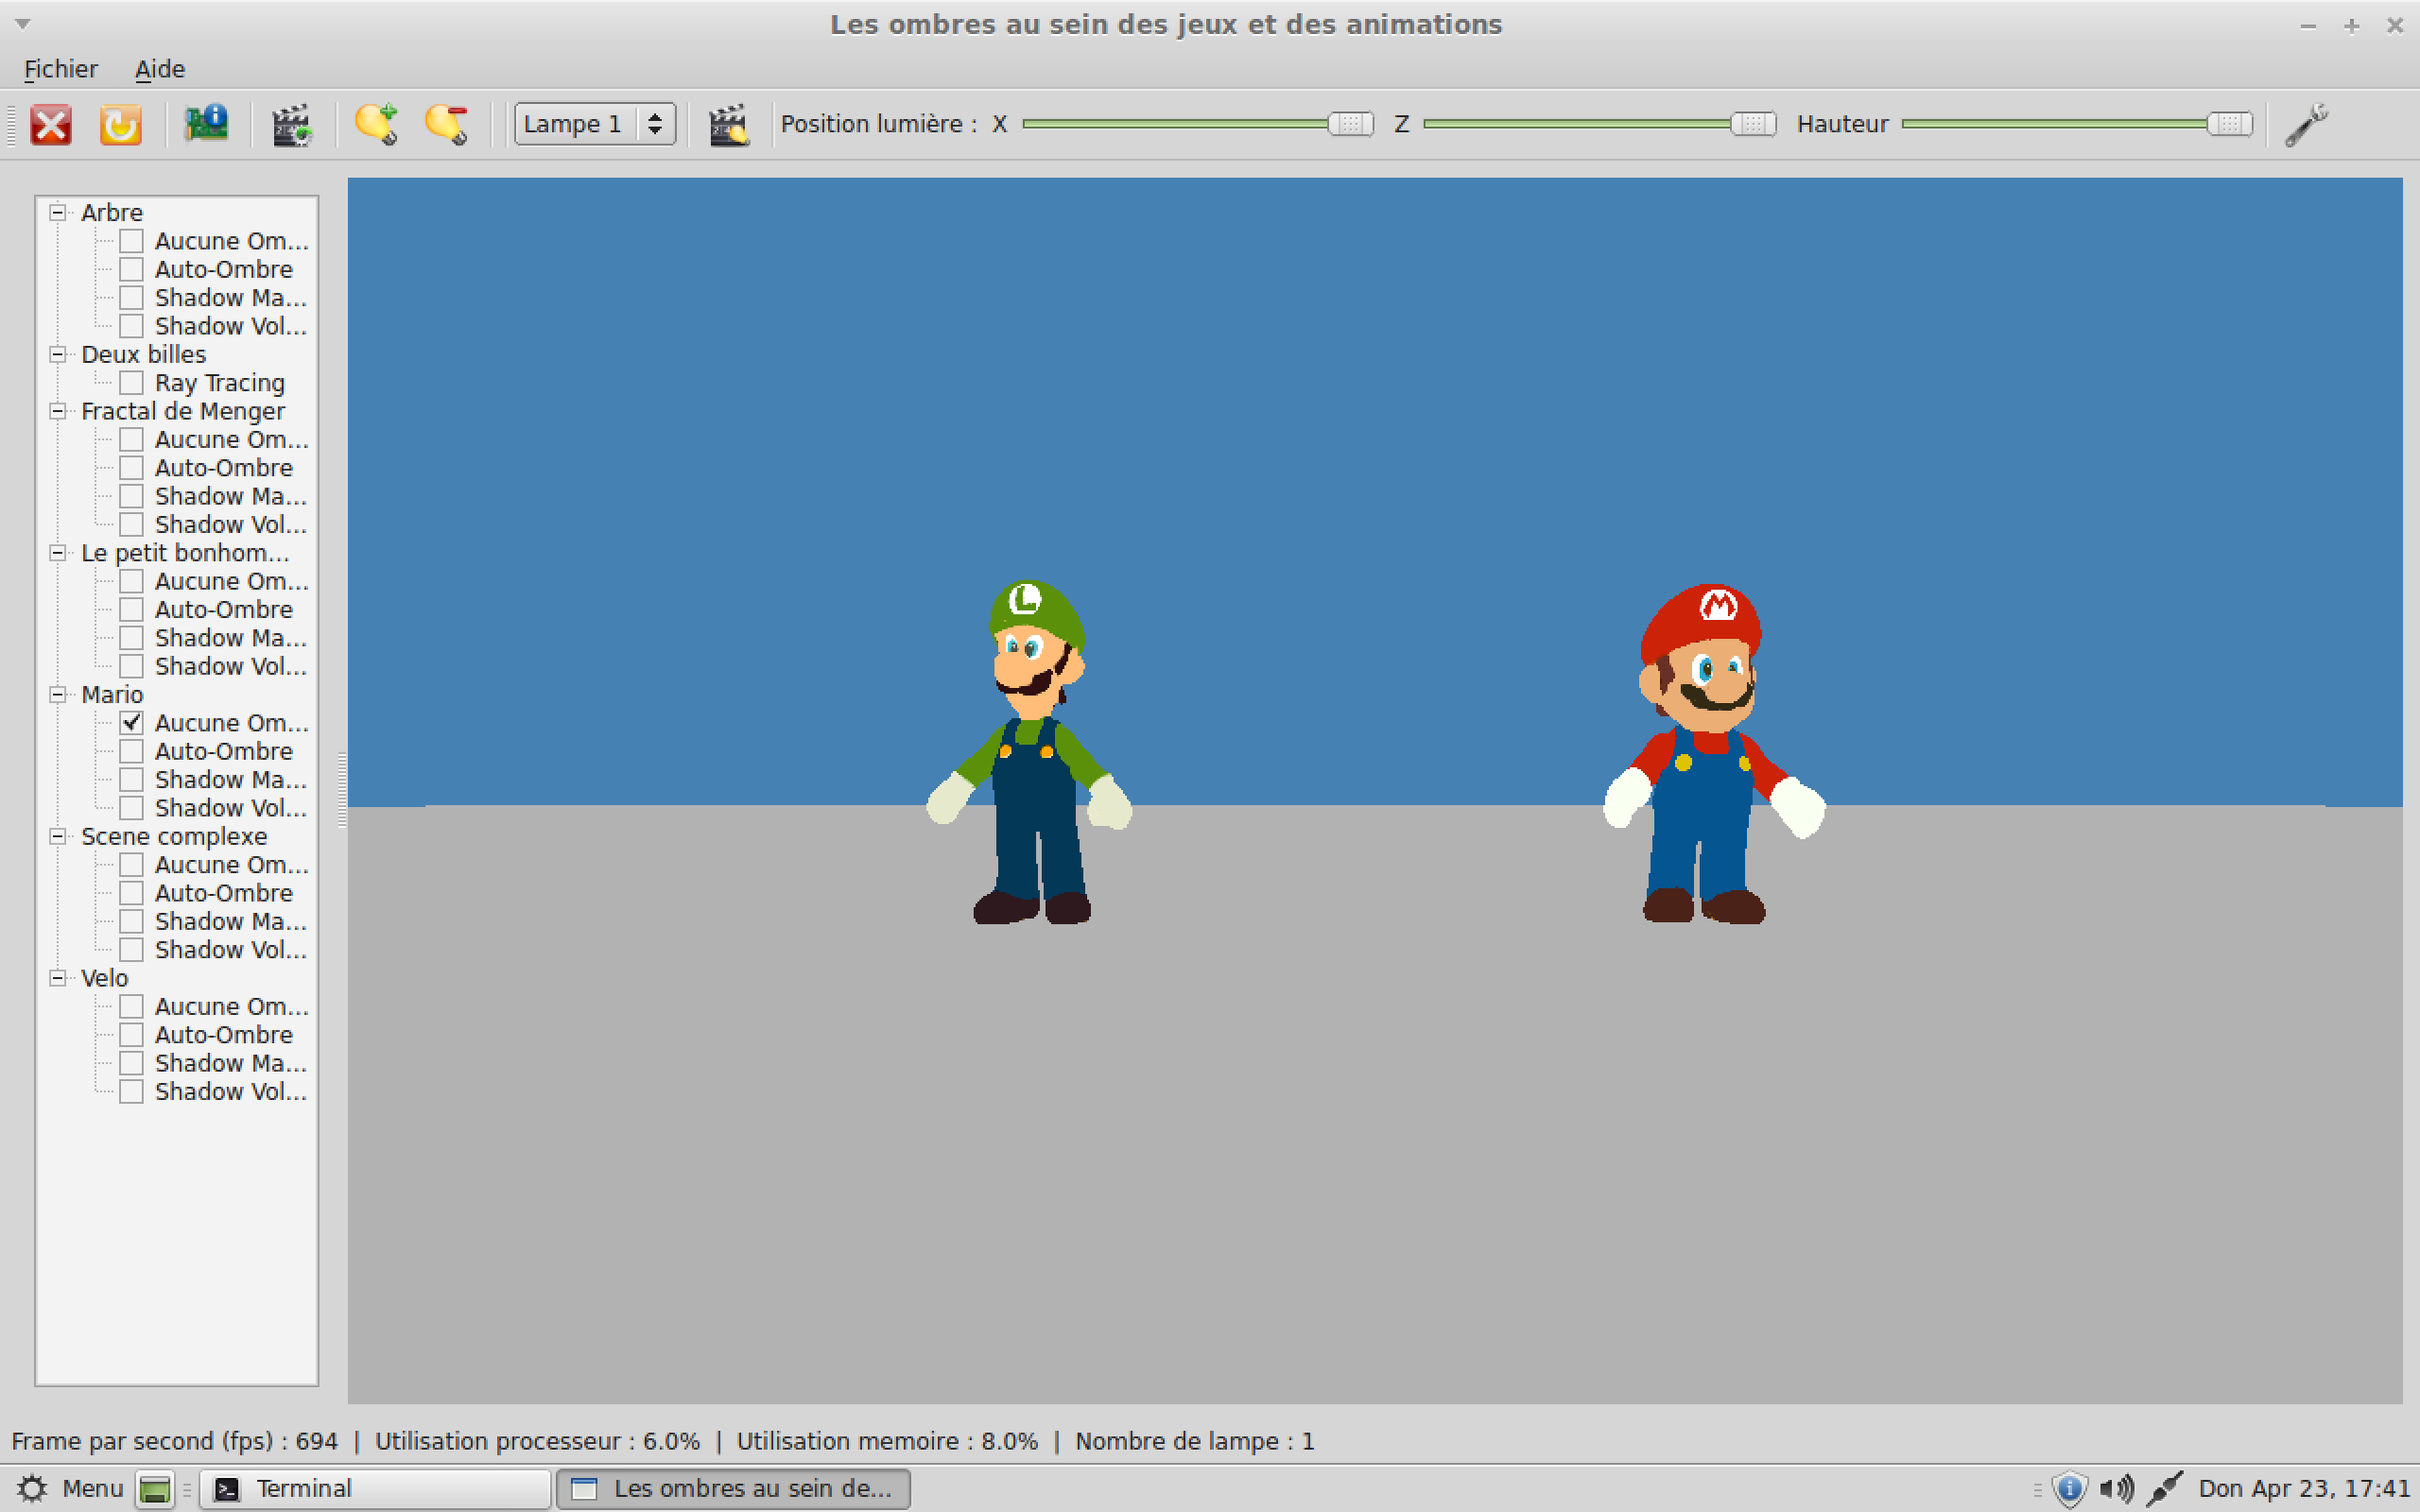 Les ombres au sein des jeux et des animations
Fichier Aide
Lampe 1 Position lumière : X Z Hauteur
Arbre
Aucune Om...
Auto-Ombre
Shadow Ma...
Shadow Vol...
Deux billes
Ray Tracing
Fractal de Menger
Aucune Om...
Auto-Ombre
Shadow Ma...
Shadow Vol...
Le petit bonhom...
Aucune Om...
Auto-Ombre
Shadow Ma...
Shadow Vol...
Mario
Aucune Om...
Auto-Ombre
Shadow Ma...
Shadow Vol...
Scene complexe
Aucune Om...
Auto-Ombre
Shadow Ma...
Shadow Vol...
Velo
Aucune Om...
Auto-Ombre
Shadow Ma...
Shadow Vol...
L
M
Frame par second (fps) : 694 | Utilisation processeur : 6.0% | Utilisation memoire : 8.0% | Nombre de lampe : 1
Menu Terminal Les ombres au sein de... Don Apr 23, 17:41